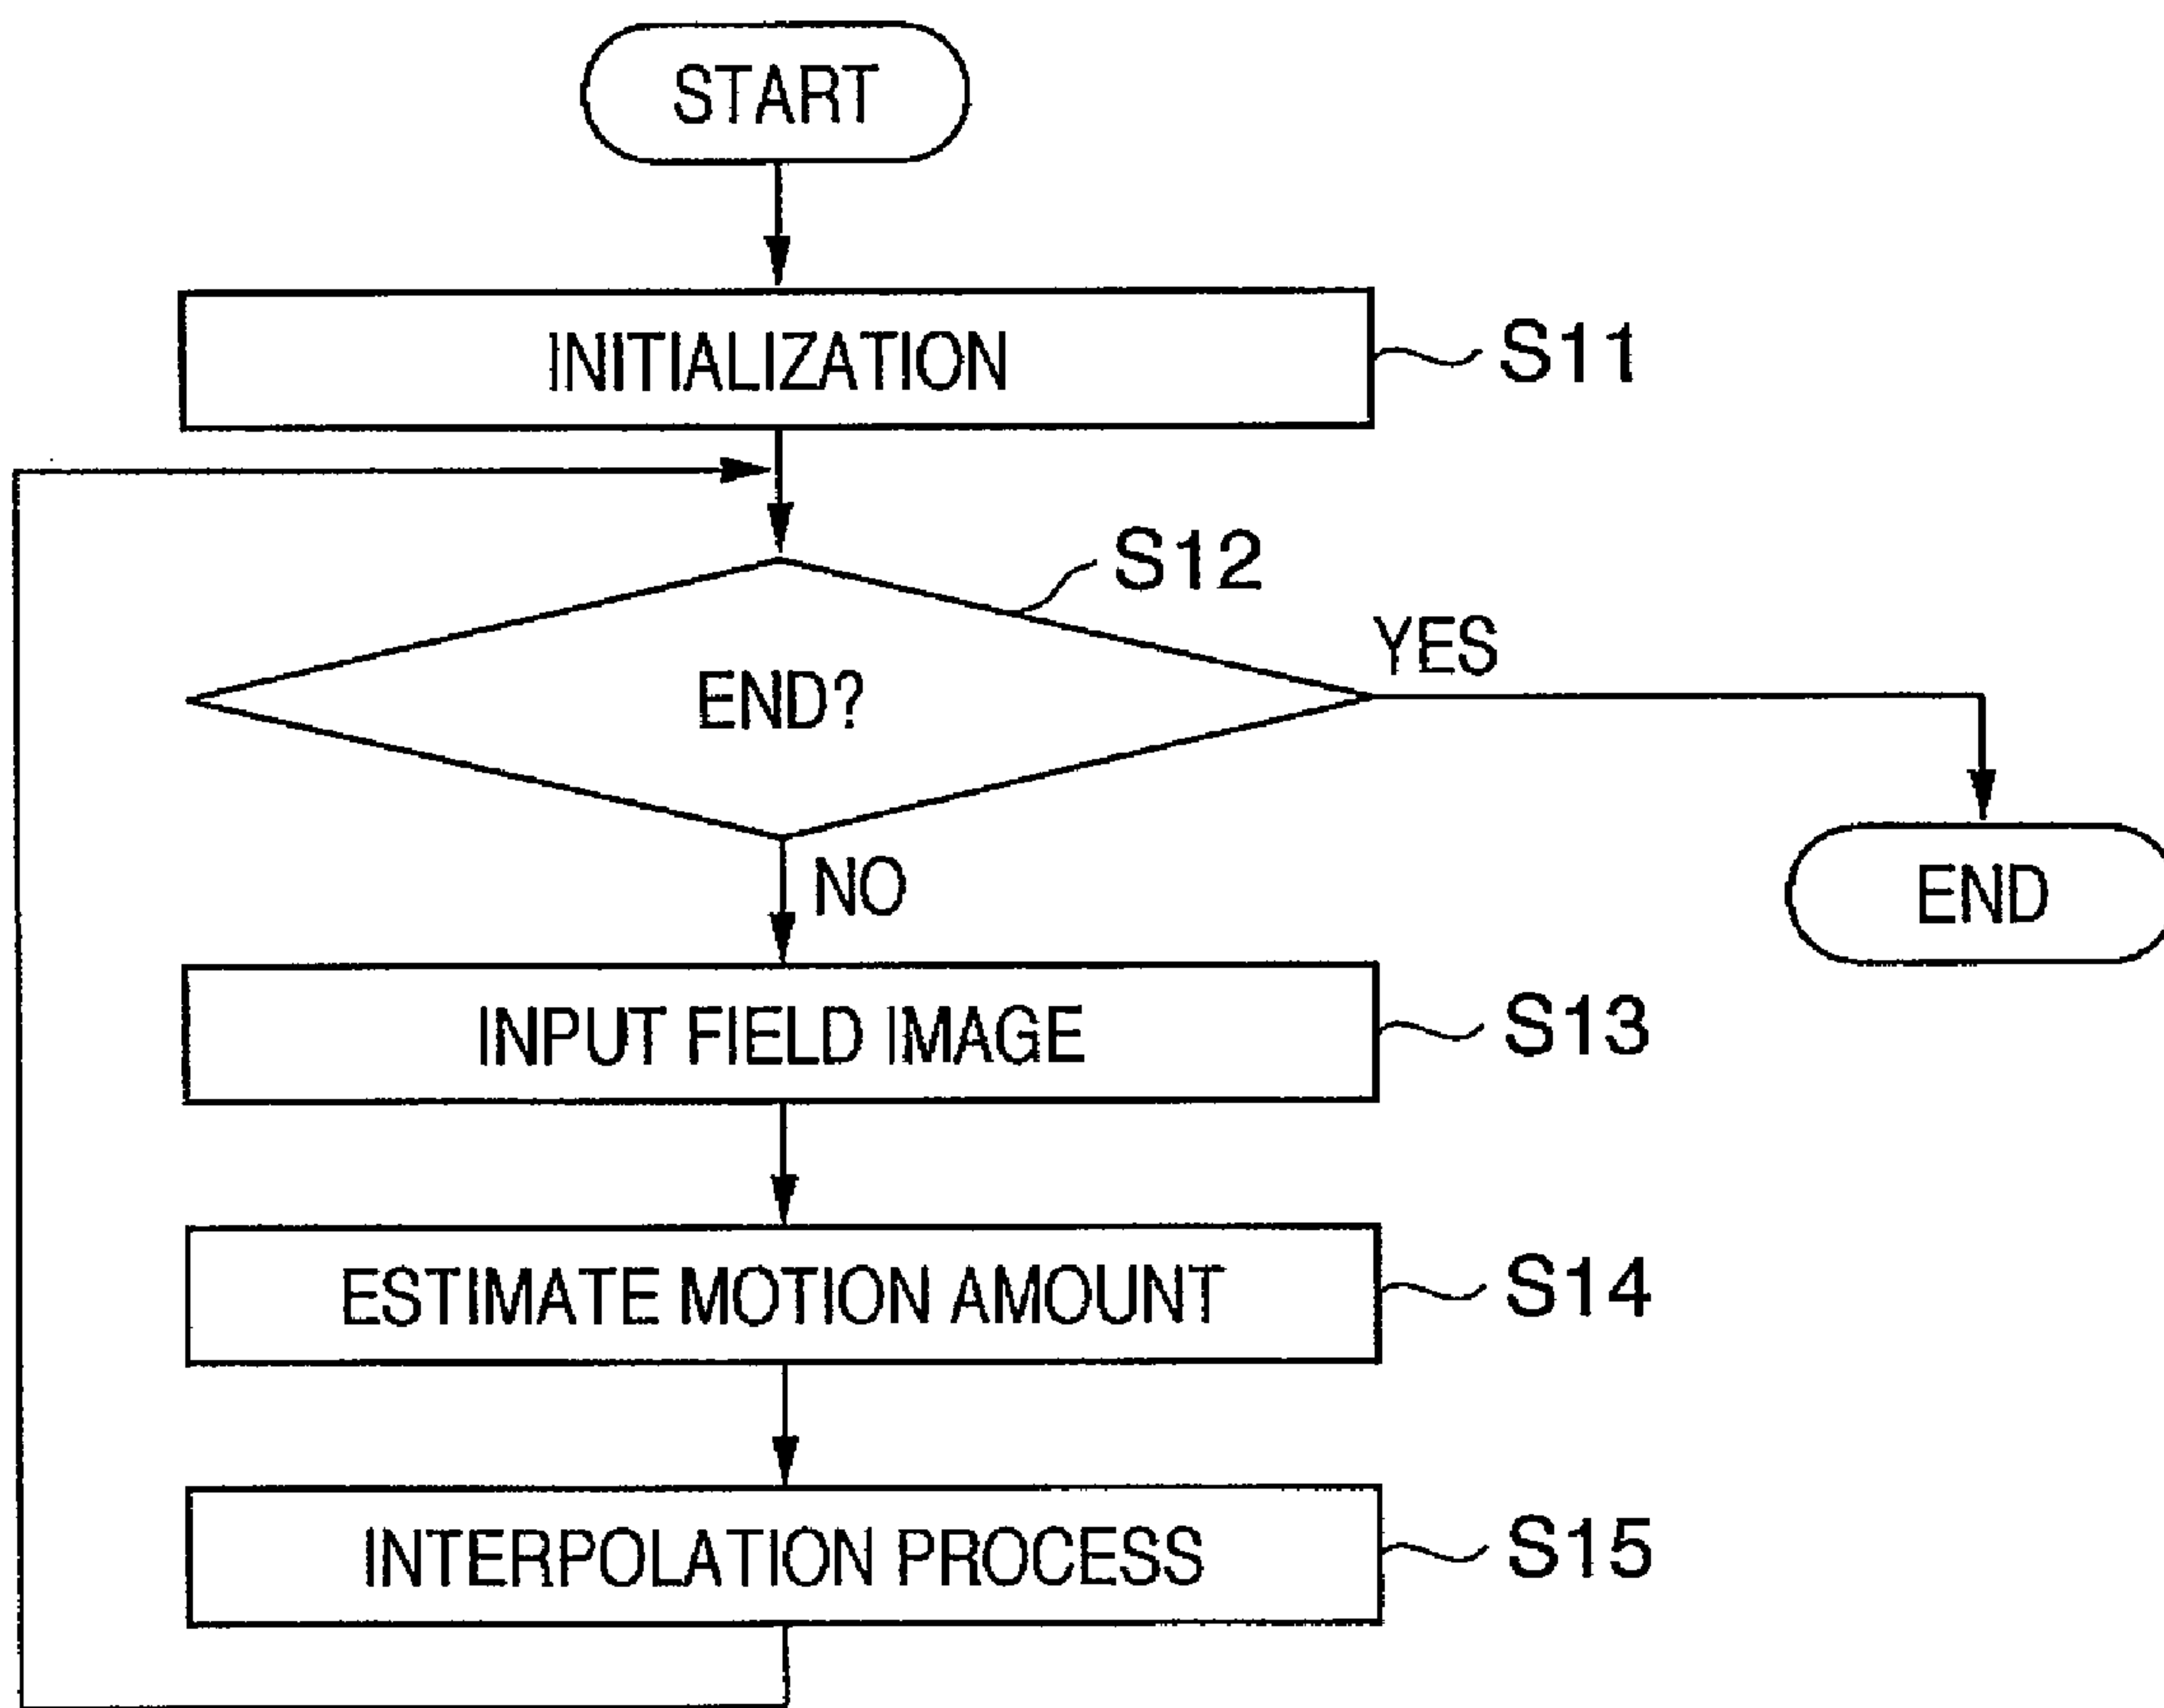 START
INITIALIZATION
S11
S12
END?
YES
NO
END
INPUT FIELD IMAGE
S13
ESTIMATE MOTION AMOUNT
S14
INTERPOLATION PROCESS
S15